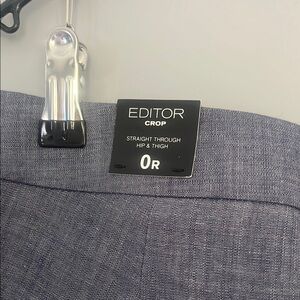 EDITOR
CROP
STRAIGHT THROUGH
HIP & THIGH
0R